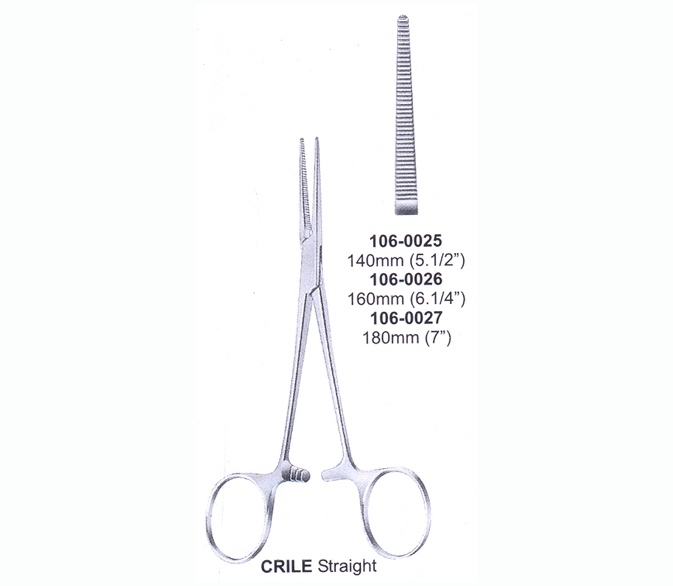 106-0025
140mm (5.1/2”)
106-0026
160mm (6.1/4”)
106-0027
180mm (7”)
CRILE Straight